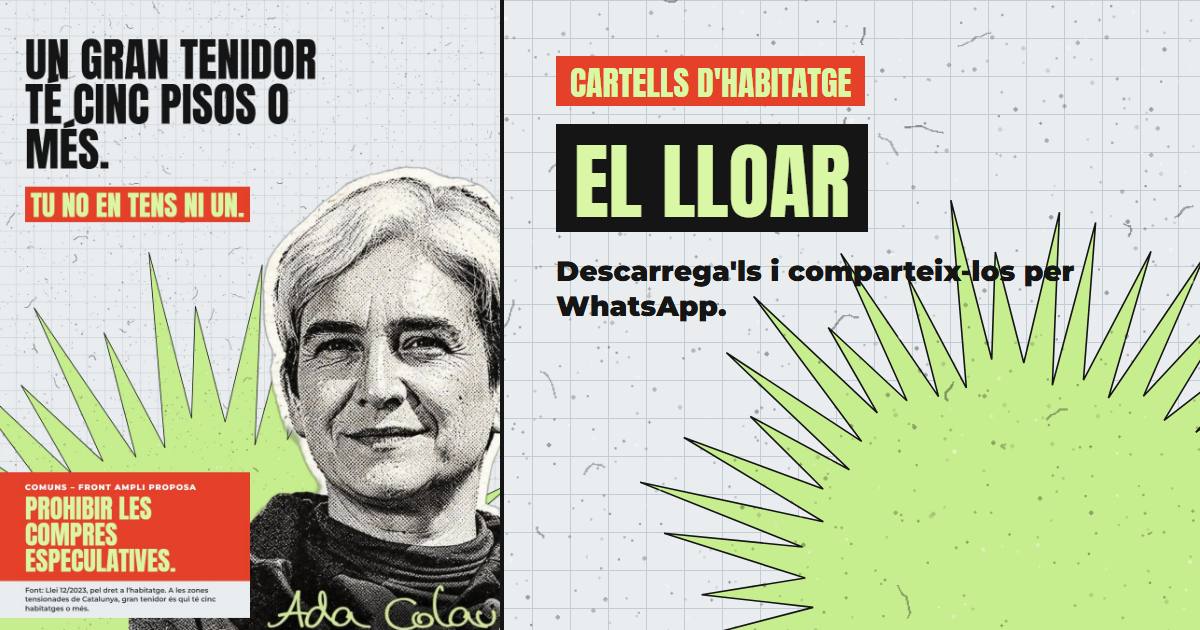 UN GRAN TENIDOR
TÉ CINC PISOS O
MÉS.
TU NO EN TENS NI UN.
COMUNS – FRONT AMPLI PROPOSA
PROHIBIR LES
COMPRES
ESPECULATIVES.
Font: Llei 12/2023, pel dret a l'habitatge. A les zones
tensionades de Catalunya, gran tenidor és qui té cinc
habitatges o més.
Ada Colau
CARTELLS D'HABITATGE
EL LLOAR
Descarrega'ls i comparteix-los per
WhatsApp.